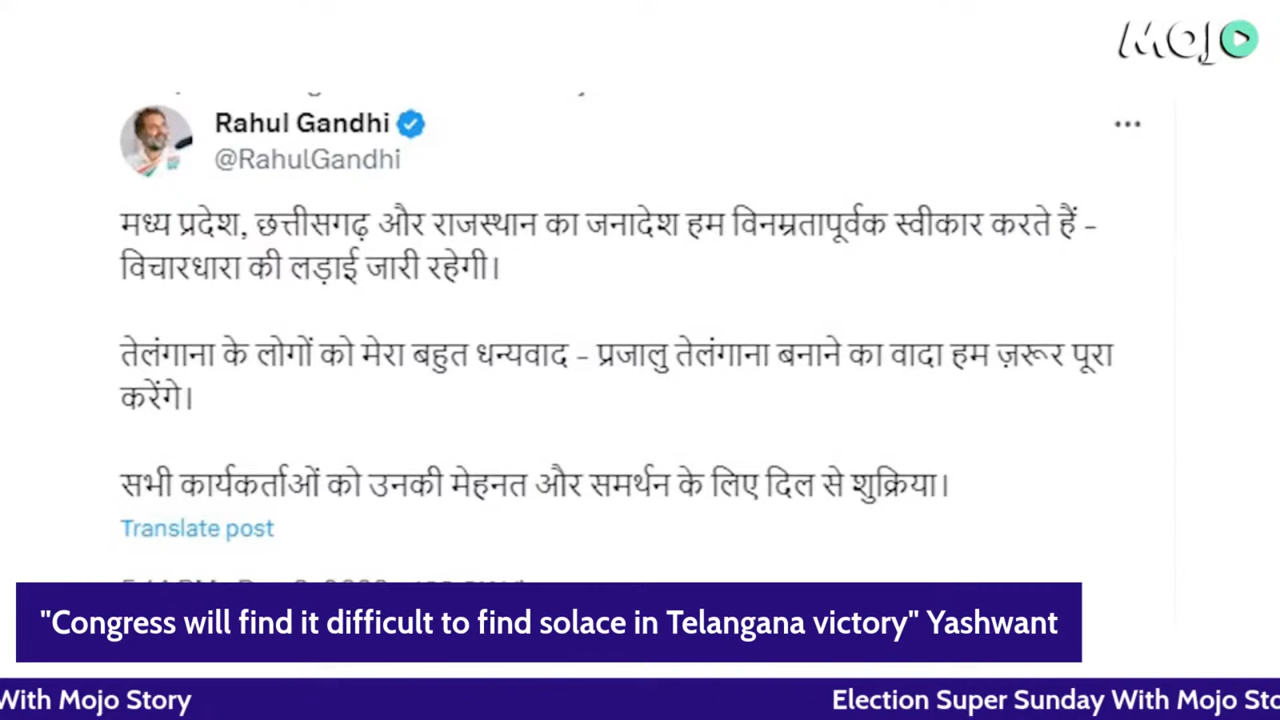 MOJO
Rahul Gandhi
@RahulGandhi
मध्य प्रदेश, छत्तीसगढ़ और राजस्थान का जनादेश हम विनम्रतापूर्वक स्वीकार करते हैं -
विचारधारा की लड़ाई जारी रहेगी।
तेलंगाना के लोगों को मेरा बहुत धन्यवाद - प्रजालु तेलंगाना बनाने का वादा हम ज़रूर पूरा
करेंगे।
सभी कार्यकर्ताओं को उनकी मेहनत और समर्थन के लिए दिल से शुक्रिया।
Translate post
"Congress will find it difficult to find solace in Telangana victory" Yashwant
With Mojo Story Election Super Sunday With Mojo Sto